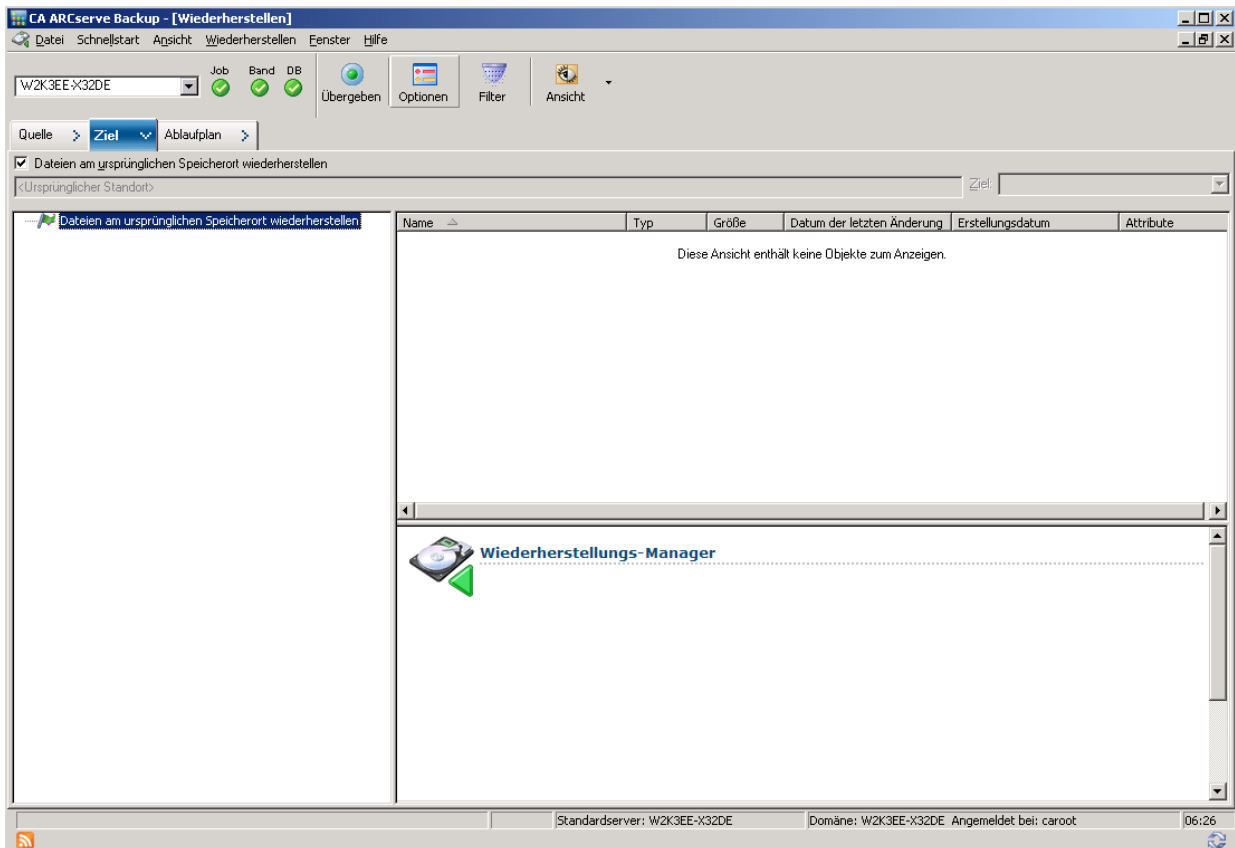 CA ARCserve Backup - [Wiederherstellen]
Datei Schnellstart Ansicht Wiederherstellen Fenster Hilfe
W2K3EE-X32DE
Job Band DB
Übergeben Optionen Filter Ansicht
Quelle Ziel Ablaufplan
Dateien am ursprünglichen Speicherort wiederherstellen
<Ursprünglicher Standort> Ziel:
Dateien am ursprünglichen Speicherort wiederherstellen
Name Typ Größe Datum der letzten Änderung Erstellungsdatum Attribute
Diese Ansicht enthält keine Objekte zum Anzeigen.
Wiederherstellungs-Manager
Standardserver: W2K3EE-X32DE Domäne: W2K3EE-X32DE Angemeldet bei: caroot 06:26